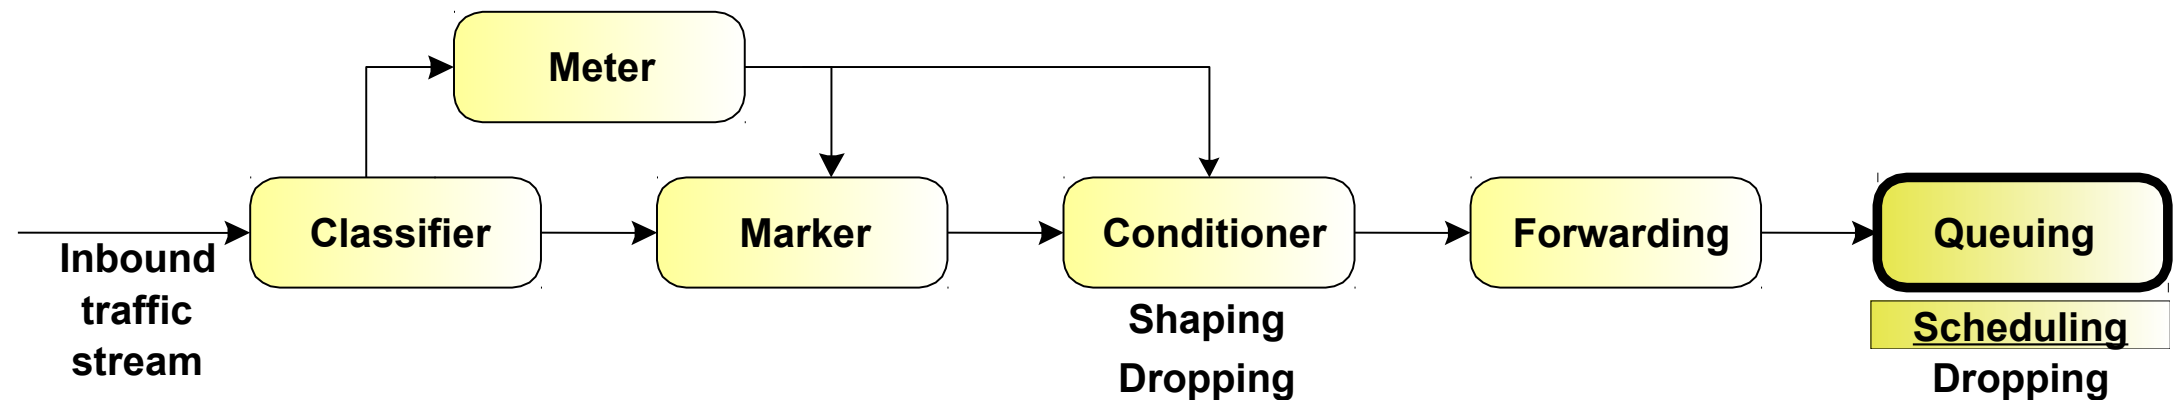 Meter
Classifier
Marker
Conditioner
Forwarding
Queuing
Inbound
traffic
stream
Shaping
Dropping
Scheduling
Dropping